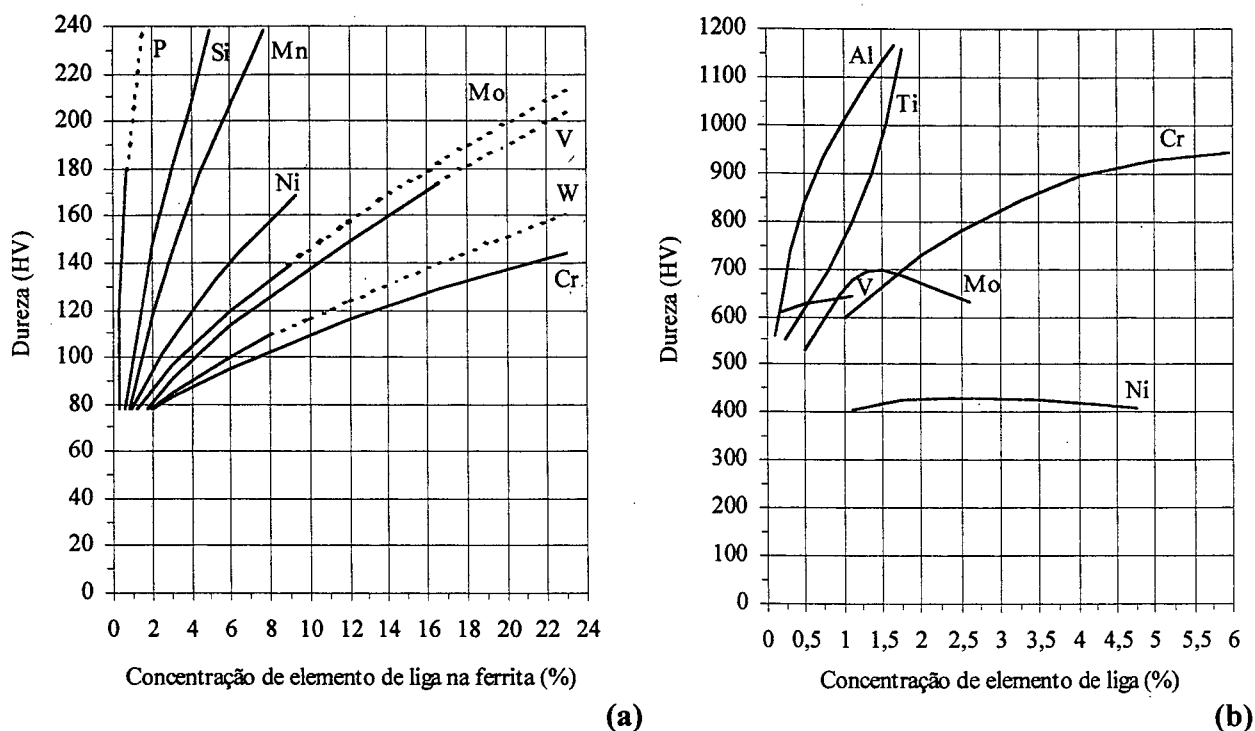 Dureza (HV)
240
220
200
180
160
140
120
100
80
60
40
20
0
0 2 4 6 8 10 12 14 16 18 20 22 24
P
Si
Mn
Ni
Mo
V
W
Cr
Concentração de elemento de liga na ferrita (%)
(a)
Dureza (HV)
1200
1100
1000
900
800
700
600
500
400
300
200
100
0
0 0,5 1 1,5 2 2,5 3 3,5 4 4,5 5 5,5 6
Al
Ti
Cr
V
Mo
Ni
Concentração de elemento de liga (%)
(b)